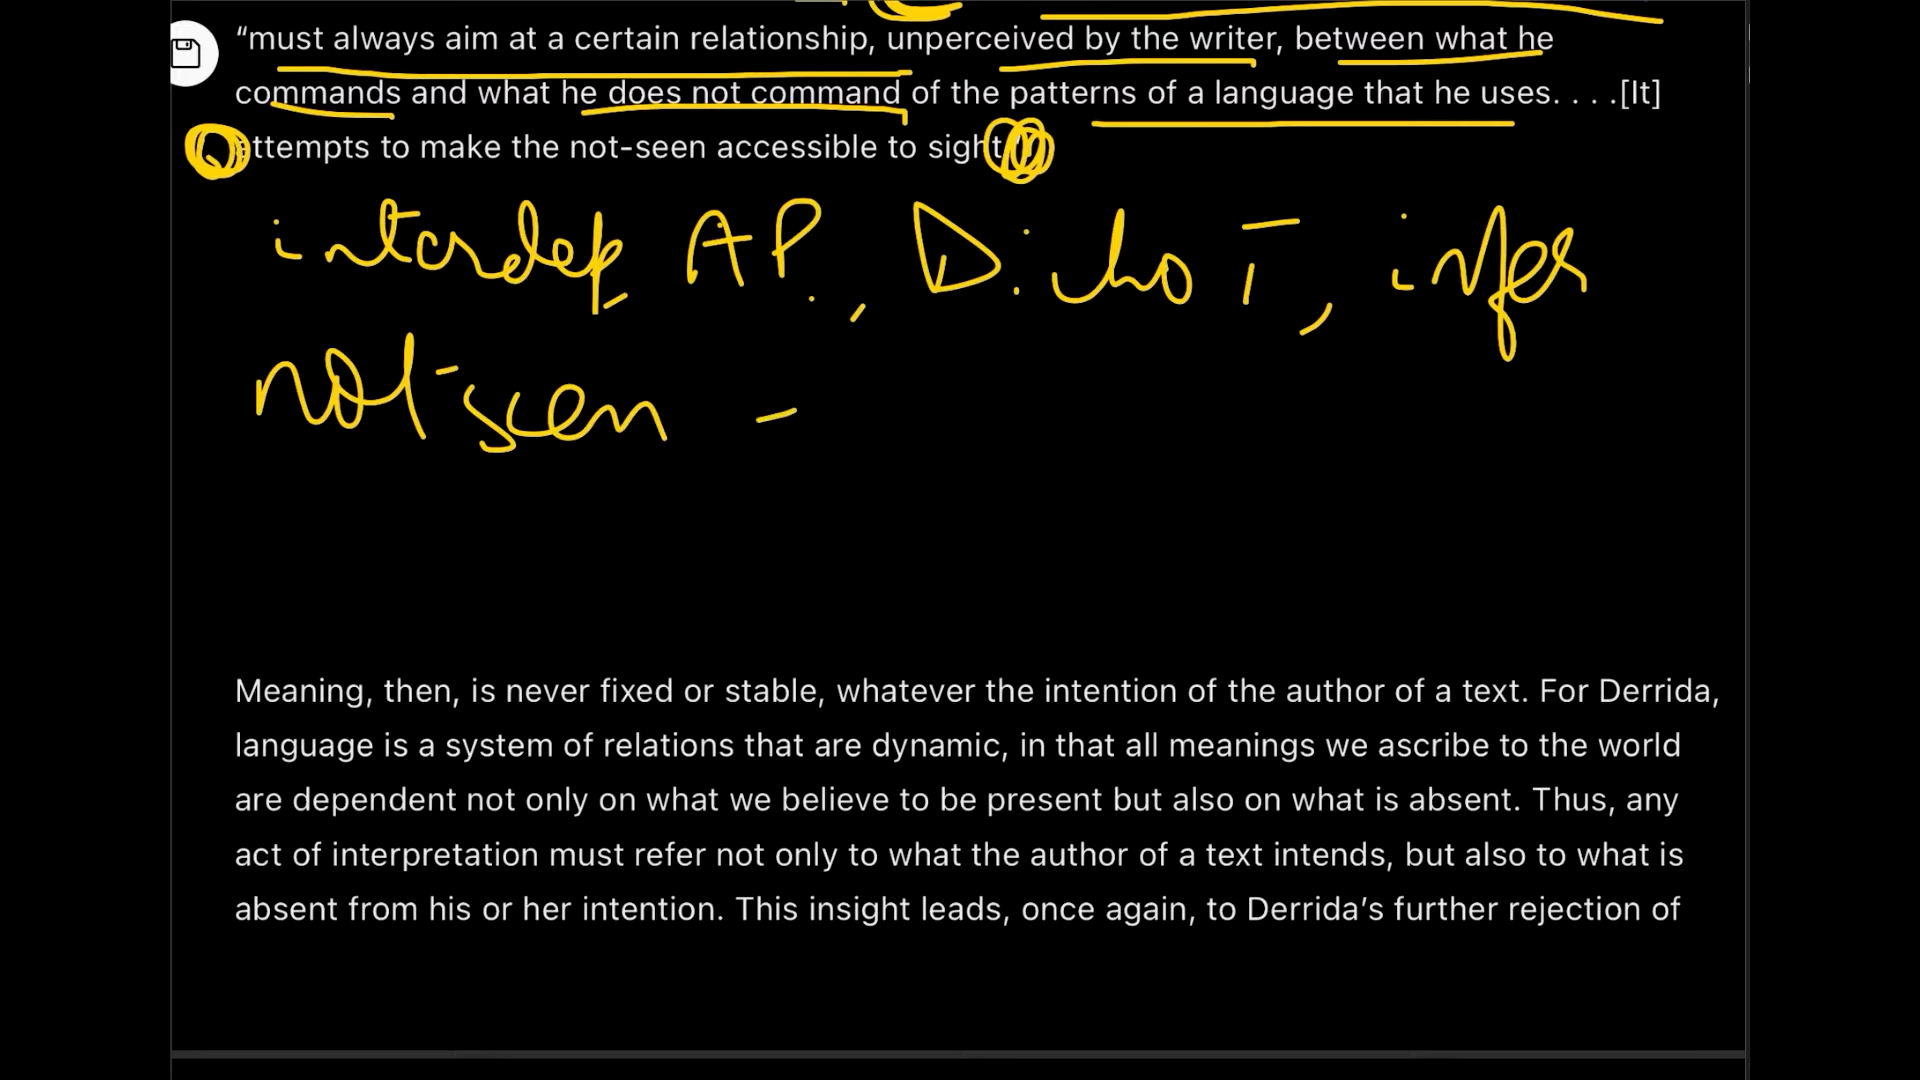 “must always aim at a certain relationship, unperceived by the writer, between what he
commands and what he does not command of the patterns of a language that he uses. . . .[It]
attempts to make the not-seen accessible to sight
interdep AP., Dichot, infer
not-seen -
Meaning, then, is never fixed or stable, whatever the intention of the author of a text. For Derrida,
language is a system of relations that are dynamic, in that all meanings we ascribe to the world
are dependent not only on what we believe to be present but also on what is absent. Thus, any
act of interpretation must refer not only to what the author of a text intends, but also to what is
absent from his or her intention. This insight leads, once again, to Derrida’s further rejection of